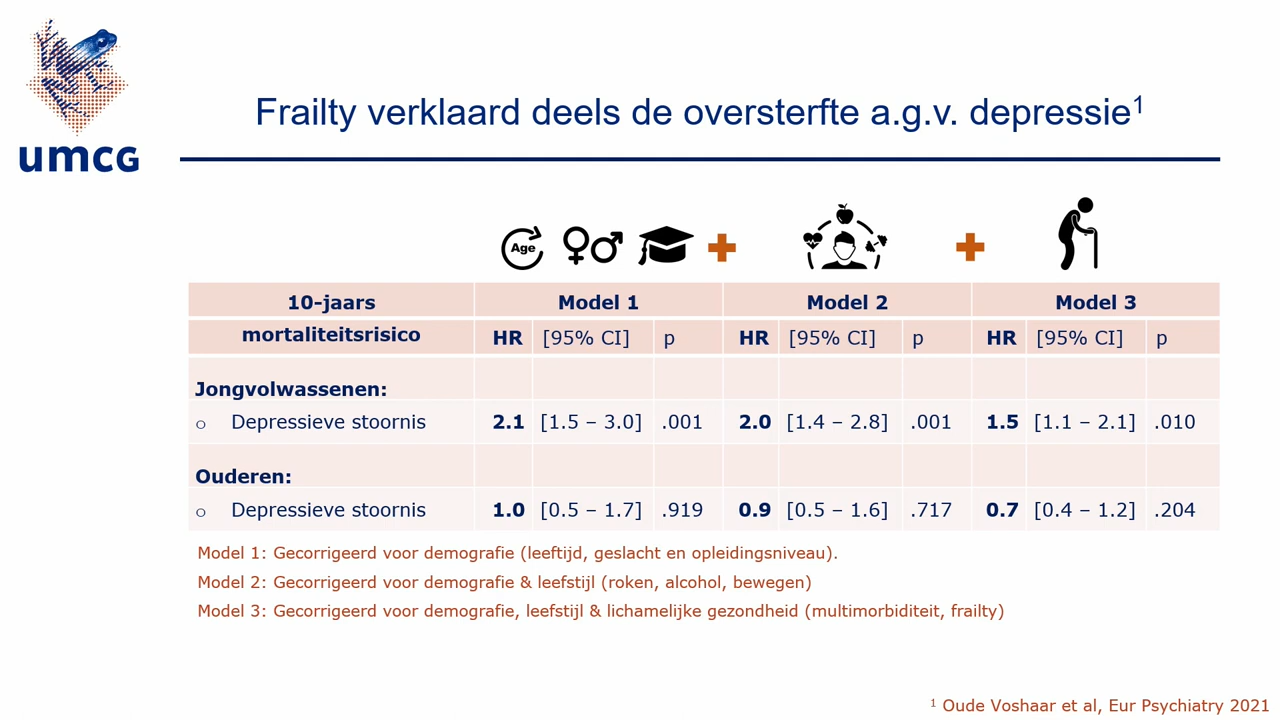 umcg
Frailty verklaard deels de oversterfte a.g.v. depressie¹
Age
10-jaars mortaliteitsrisico Model 1 Model 2 Model 3
HR [95% CI] p HR [95% CI] p HR [95% CI] p
Jongvolwassenen:
o Depressieve stoornis 2.1 [1.5 – 3.0] .001 2.0 [1.4 – 2.8] .001 1.5 [1.1 – 2.1] .010
Ouderen:
o Depressieve stoornis 1.0 [0.5 – 1.7] .919 0.9 [0.5 – 1.6] .717 0.7 [0.4 – 1.2] .204
Model 1: Gecorrigeerd voor demografie (leeftijd, geslacht en opleidingsniveau).
Model 2: Gecorrigeerd voor demografie & leefstijl (roken, alcohol, bewegen)
Model 3: Gecorrigeerd voor demografie, leefstijl & lichamelijke gezondheid (multimorbiditeit, frailty)
¹ Oude Voshaar et al, Eur Psychiatry 2021